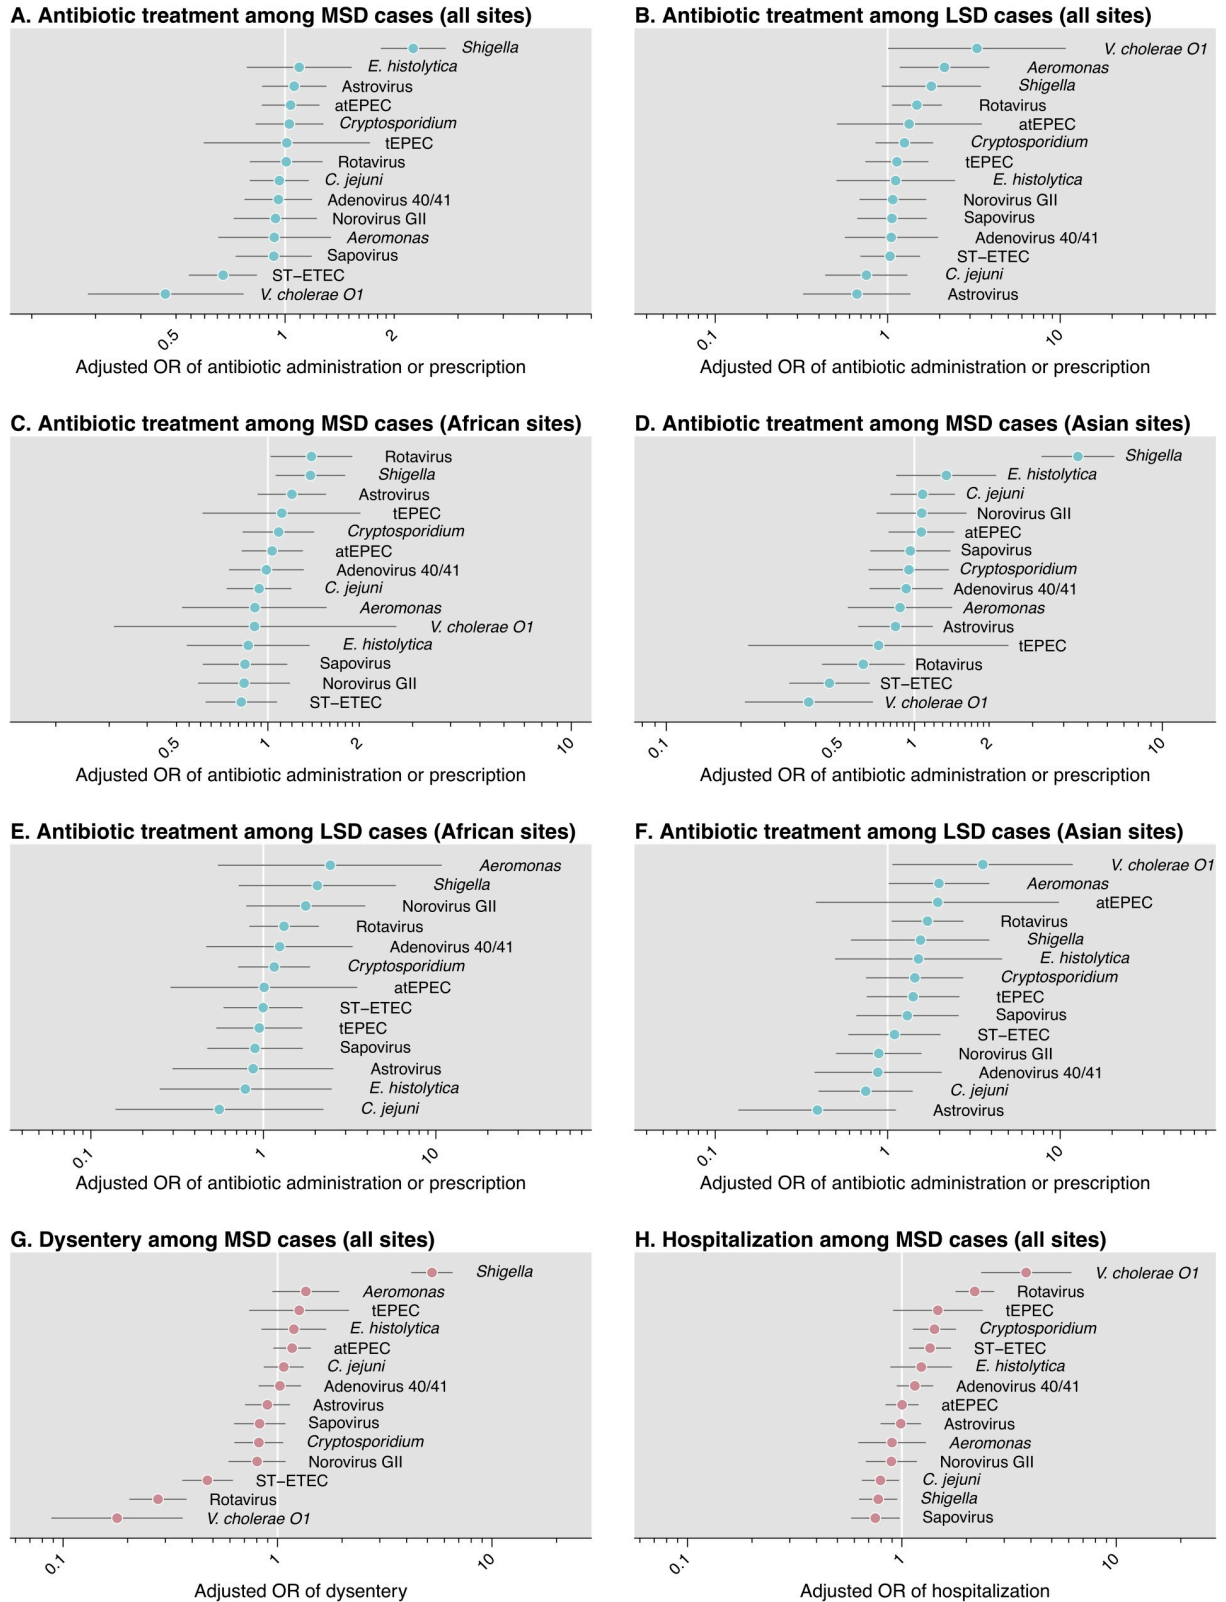 A. Antibiotic treatment among MSD cases (all sites)
Shigella
E. histolytica
Astrovirus
atEPEC
Cryptosporidium
tEPEC
Rotavirus
C. jejuni
Adenovirus 40/41
Norovirus GII
Aeromonas
Sapovirus
ST−ETEC
V. cholerae O1
0.5
1
2
Adjusted OR of antibiotic administration or prescription
B. Antibiotic treatment among LSD cases (all sites)
V. cholerae O1
Aeromonas
Shigella
Rotavirus
atEPEC
Cryptosporidium
tEPEC
E. histolytica
Norovirus GII
Sapovirus
Adenovirus 40/41
ST−ETEC
C. jejuni
Astrovirus
0.1
1
10
Adjusted OR of antibiotic administration or prescription
C. Antibiotic treatment among MSD cases (African sites)
Rotavirus
Shigella
Astrovirus
tEPEC
Cryptosporidium
atEPEC
Adenovirus 40/41
C. jejuni
Aeromonas
V. cholerae O1
E. histolytica
Sapovirus
Norovirus GII
ST−ETEC
0.5
1
2
10
Adjusted OR of antibiotic administration or prescription
D. Antibiotic treatment among MSD cases (Asian sites)
Shigella
E. histolytica
C. jejuni
Norovirus GII
atEPEC
Sapovirus
Cryptosporidium
Adenovirus 40/41
Aeromonas
Astrovirus
tEPEC
Rotavirus
ST−ETEC
V. cholerae O1
0.1
0.5
1
2
10
Adjusted OR of antibiotic administration or prescription
E. Antibiotic treatment among LSD cases (African sites)
Aeromonas
Shigella
Norovirus GII
Rotavirus
Adenovirus 40/41
Cryptosporidium
atEPEC
ST−ETEC
tEPEC
Sapovirus
Astrovirus
E. histolytica
C. jejuni
0.1
1
10
Adjusted OR of antibiotic administration or prescription
F. Antibiotic treatment among LSD cases (Asian sites)
V. cholerae O1
Aeromonas
atEPEC
Rotavirus
Shigella
E. histolytica
Cryptosporidium
tEPEC
Sapovirus
ST−ETEC
Norovirus GII
Adenovirus 40/41
C. jejuni
Astrovirus
0.1
1
10
Adjusted OR of antibiotic administration or prescription
G. Dysentery among MSD cases (all sites)
Shigella
Aeromonas
tEPEC
E. histolytica
atEPEC
C. jejuni
Adenovirus 40/41
Astrovirus
Sapovirus
Cryptosporidium
Norovirus GII
ST−ETEC
Rotavirus
V. cholerae O1
0.1
1
10
Adjusted OR of dysentery
H. Hospitalization among MSD cases (all sites)
V. cholerae O1
Rotavirus
tEPEC
Cryptosporidium
ST−ETEC
E. histolytica
Adenovirus 40/41
atEPEC
Astrovirus
Aeromonas
Norovirus GII
C. jejuni
Shigella
Sapovirus
0.1
1
10
Adjusted OR of hospitalization